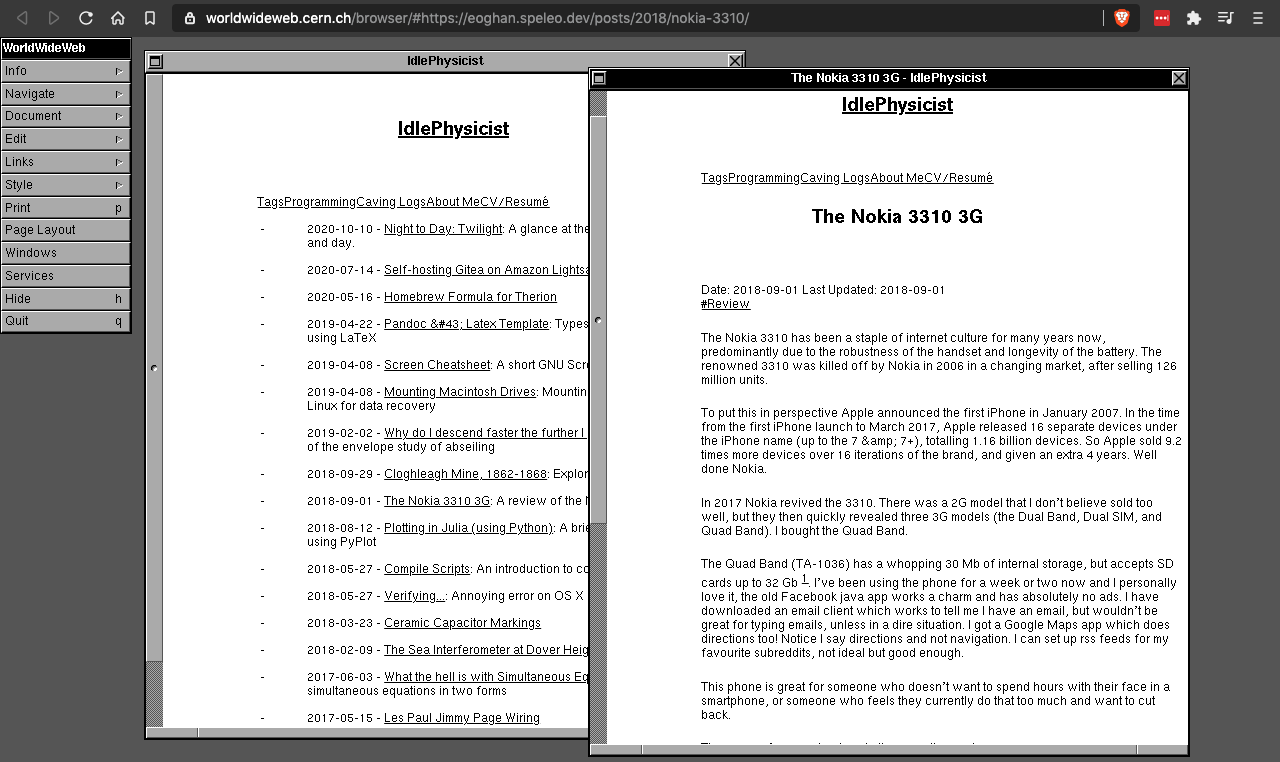 worldwideweb.cern.ch/browser/#https://eoghan.speleo.dev/posts/2018/nokia-3310/
WorldWideWeb
Info
Navigate
Document
Edit
Links
Style
Print p
Page Layout
Windows
Services
Hide h
Quit q
IdlePhysicist
IdlePhysicist
TagsProgrammingCaving LogsAbout MeCV/Resumé
- 2020-10-10 - Night to Day: Twilight: A glance at the
and day.
- 2020-07-14 - Self-hosting Gitea on Amazon Lights
- 2020-05-16 - Homebrew Formula for Therion
- 2019-04-22 - Pandoc &#43; Latex Template: Types
using LaTeX
- 2019-04-08 - Screen Cheatsheet: A short GNU Scr
- 2019-04-08 - Mounting Macintosh Drives: Mountin
Linux for data recovery
- 2019-02-02 - Why do I descend faster the further I
of the envelope study of abseiling
- 2018-09-29 - Cloghleagh Mine, 1862-1868: Explor
- 2018-09-01 - The Nokia 3310 3G: A review of the N
- 2018-08-12 - Plotting in Julia (using Python): A brie
using PyPlot
- 2018-05-27 - Compile Scripts: An introduction to co
- 2018-05-27 - Verifying...: Annoying error on OS X
- 2018-03-23 - Ceramic Capacitor Markings
- 2018-02-09 - The Sea Interferometer at Dover Heig
- 2017-06-03 - What the hell is with Simultaneous Eq
simultaneous equations in two forms
- 2017-05-15 - Les Paul Jimmy Page Wiring
The Nokia 3310 3G - IdlePhysicist
IdlePhysicist
TagsProgrammingCaving LogsAbout MeCV/Resumé
The Nokia 3310 3G
Date: 2018-09-01 Last Updated: 2018-09-01
#Review
The Nokia 3310 has been a staple of internet culture for many years now,
predominantly due to the robustness of the handset and longevity of the battery. The
renowned 3310 was killed off by Nokia in 2006 in a changing market, after selling 126
million units.
To put this in perspective Apple announced the first iPhone in January 2007. In the time
from the first iPhone launch to March 2017, Apple released 16 separate devices under
the iPhone name (up to the 7 &amp; 7+), totalling 1.16 billion devices. So Apple sold 9.2
times more devices over 16 iterations of the brand, and given an extra 4 years. Well
done Nokia.
In 2017 Nokia revived the 3310. There was a 2G model that I don’t believe sold too
well, but they then quickly revealed three 3G models (the Dual Band, Dual SIM, and
Quad Band). I bought the Quad Band.
The Quad Band (TA-1036) has a whopping 30 Mb of internal storage, but accepts SD
cards up to 32 Gb 1. I’ve been using the phone for a week or two now and I personally
love it, the old Facebook java app works a charm and has absolutely no ads. I have
downloaded an email client which works to tell me I have an email, but wouldn’t be
great for typing emails, unless in a dire situation. I got a Google Maps app which does
directions too! Notice I say directions and not navigation. I can set up rss feeds for my
favourite subreddits, not ideal but good enough.
This phone is great for someone who doesn’t want to spend hours with their face in a
smartphone, or someone who feels they currently do that too much and want to cut
back.